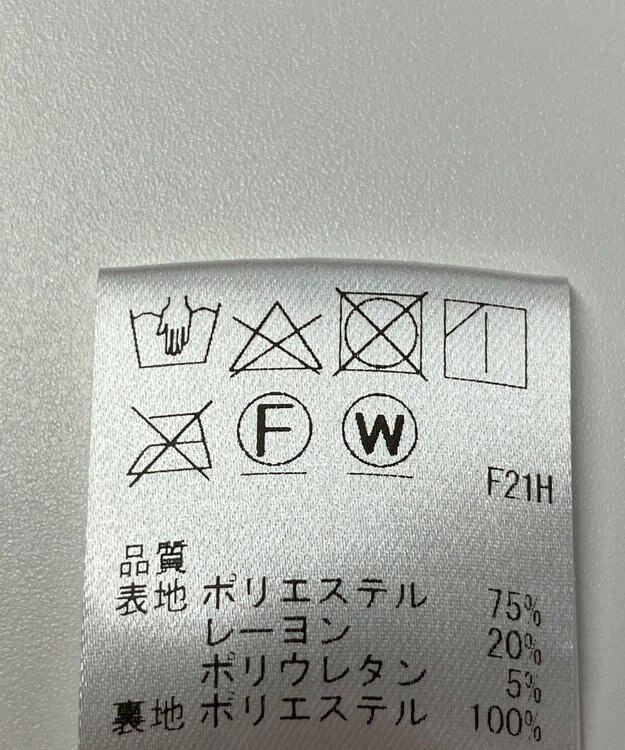 F W
F21H
品質
表地 ポリエステル 75%
レーヨン 20%
ポリウレタン 5%
裏地 ポリエステル 100%